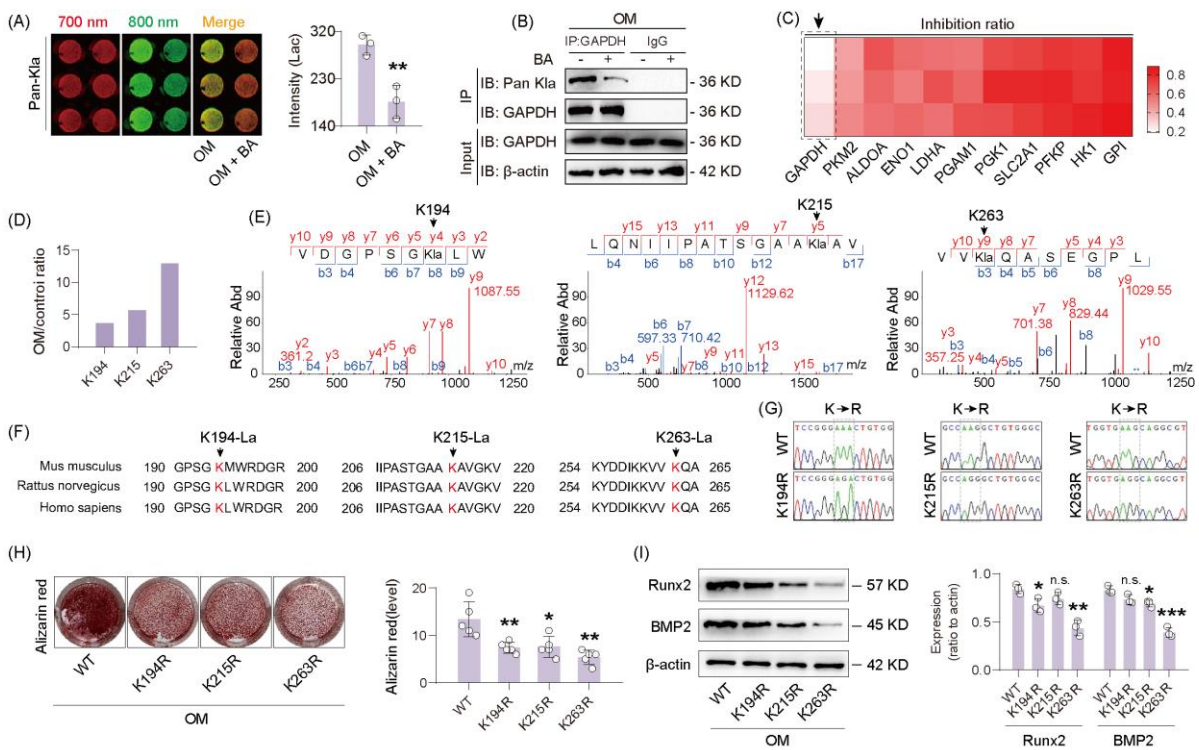 (A)
700 nm 800 nm Merge
Pan-Kla
OM
OM + BA
Intensity (Lac)
320
230
140
**
OM
OM + BA
(B)
OM
IP:GAPDH IgG
BA - + - +
IP
IB: Pan Kla - 36 KD
IB: GAPDH - 36 KD
Input
IB: GAPDH - 36 KD
IB: β-actin - 42 KD
(C)
Inhibition ratio
0.8
0.6
0.4
0.2
GAPDH PKM2 ALDOA ENO1 LDHA PGAM1 PGK1 SLC2A1 PFKP HK1 GPI
(D)
OM/control ratio
15
10
5
0
K194 K215 K263
(E)
K194
y10 y9 y8 y7 y6 y5 y4 y3 y2
V D G P S G Kla L W
b3 b4 b6 b7 b8 b9
Relative Abd
90
60
30
0
y9
1087.55
y7 y8
y2
361.2
y3 y4 y5 y6 y10
b3 b4 b6 b7 b8 b9
250 500 750 1000 1250 m/z
K215
y15 y13 y11 y9 y7 y5
L Q N I I P A T S G A A Kla A V
b4 b6 b8 b10 b12 b17
Relative Abd
90
60
30
0
y12
1129.62
b6 b7
597.33 710.42
b3 b4 y5 y7 b8 y9 b10 y11 b12 y13 y15 b17
500 1000 1500 m/z
K263
y10 y9 y8 y7 y5 y4 y3
V V Kla Q A S E G P L
b3 b4 b5 b6 b8
Relative Abd
90
60
30
0
y9
1029.55
y8
829.44
y7
701.38
y3
357.25
b3 y4 b4 y5 b5 b6 b8 y10
500 750 1000 1250 m/z
(F)
K194-La K215-La K263-La
Mus musculus 190 GPSG K MWRDGR 200 206 IIPASTGAA K AVGKV 220 254 KYDDIKKVV K QA 265
Rattus norvegicus 190 GPSG K LWRDGR 200 206 IIPASTGAA K AVGKV 220 254 KYDDIKKVV K QA 265
Homo sapiens 190 GPSG K LWRDGR 200 206 IIPASTGAA K AVGKV 220 254 KYDDIKKVV K QA 265
(G)
K→R K→R K→R
WT TCCGGGAAACTGTGG
K194R TCCGGGAGACTGTGG
WT GCCAAGGCTGTGGGC
K215R GCCAGGGCTGTGGGC
WT TGGTGAAGCAGGCGT
K263R TGGTGAGGCAGGCGT
(H)
Alizarin red
WT K194R K215R K263R
OM
Alizarin red(level)
20
10
0
** * **
WT K194R K215R K263R
(I)
Runx2 57 KD
BMP2 45 KD
β-actin 42 KD
WT K194R K215R K263R
OM
Expression
(ratio to actin)
1.0
0.5
0.0
* n.s. ** n.s. * ***
WT K194R K215R K263R WT K194R K215R K263R
Runx2 BMP2